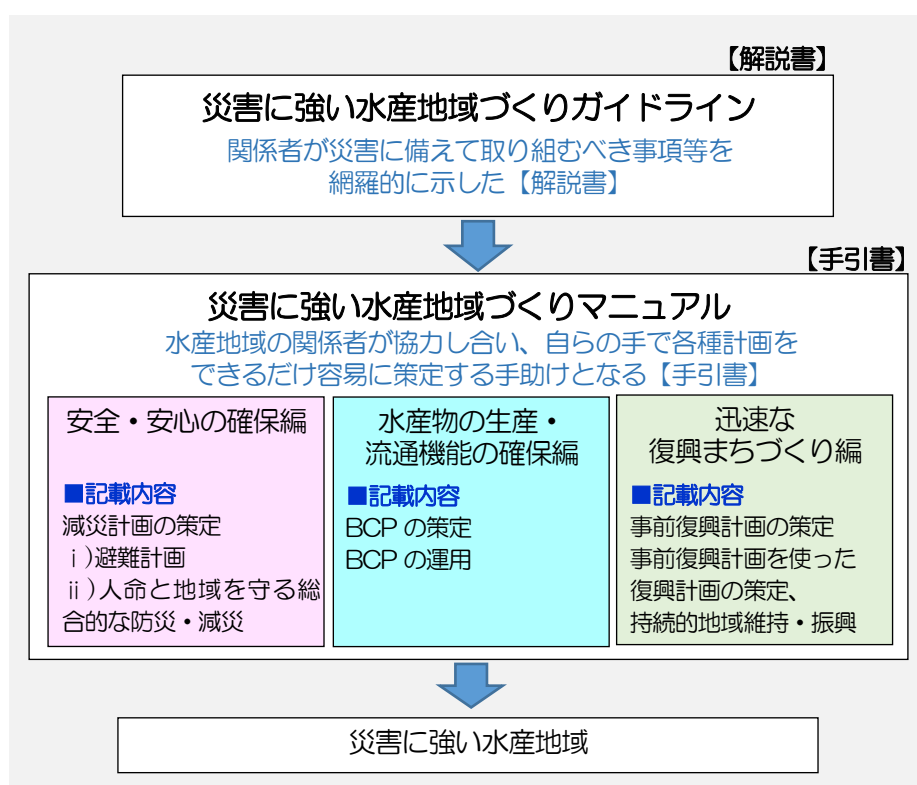 【解説書】
災害に強い水産地域づくりガイドライン
関係者が災害に備えて取り組むべき事項等を
網羅的に示した【解説書】
【手引書】
災害に強い水産地域づくりマニュアル
水産地域の関係者が協力し合い、自らの手で各種計画を
できるだけ容易に策定する手助けとなる【手引書】
安全・安心の確保編
■記載内容
減災計画の策定
ⅰ)避難計画
ⅱ)人命と地域を守る総
合的な防災・減災
水産物の生産・
流通機能の確保編
■記載内容
BCP の策定
BCP の運用
迅速な
復興まちづくり編
■記載内容
事前復興計画の策定
事前復興計画を使った
復興計画の策定、
持続的地域維持・振興
災害に強い水産地域